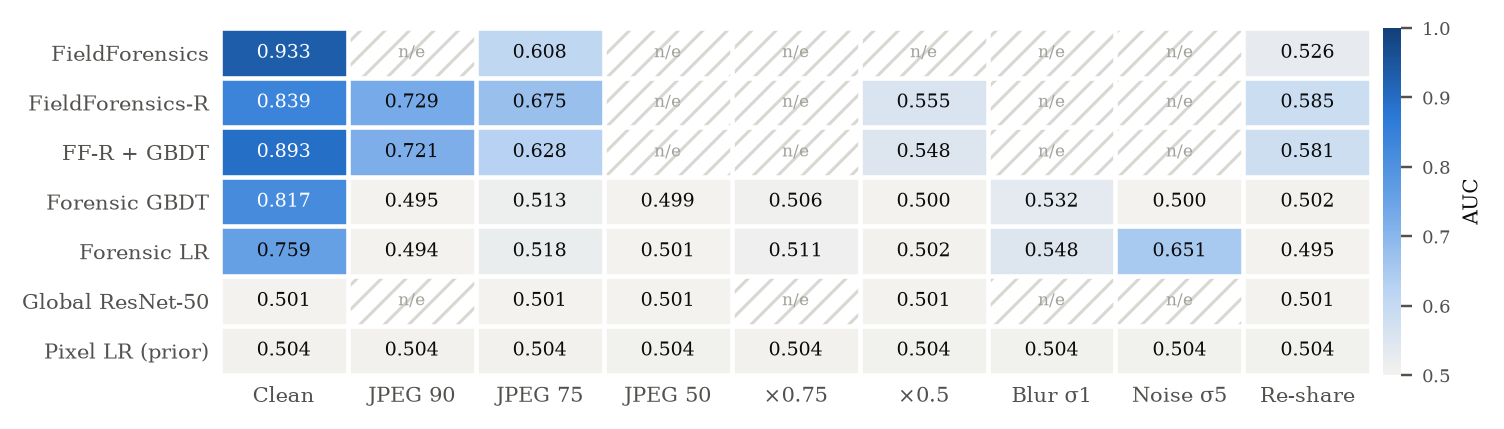 FieldForensics 0.933 n/e 0.608 n/e n/e n/e n/e n/e 0.526
FieldForensics-R 0.839 0.729 0.675 n/e n/e 0.555 n/e n/e 0.585
FF-R + GBDT 0.893 0.721 0.628 n/e n/e 0.548 n/e n/e 0.581
Forensic GBDT 0.817 0.495 0.513 0.499 0.506 0.500 0.532 0.500 0.502
Forensic LR 0.759 0.494 0.518 0.501 0.511 0.502 0.548 0.651 0.495
Global ResNet-50 0.501 n/e 0.501 0.501 n/e 0.501 n/e n/e 0.501
Pixel LR (prior) 0.504 0.504 0.504 0.504 0.504 0.504 0.504 0.504 0.504
Clean JPEG 90 JPEG 75 JPEG 50 ×0.75 ×0.5 Blur σ1 Noise σ5 Re-share
1.0
0.9
0.8
0.7
0.6
0.5
AUC